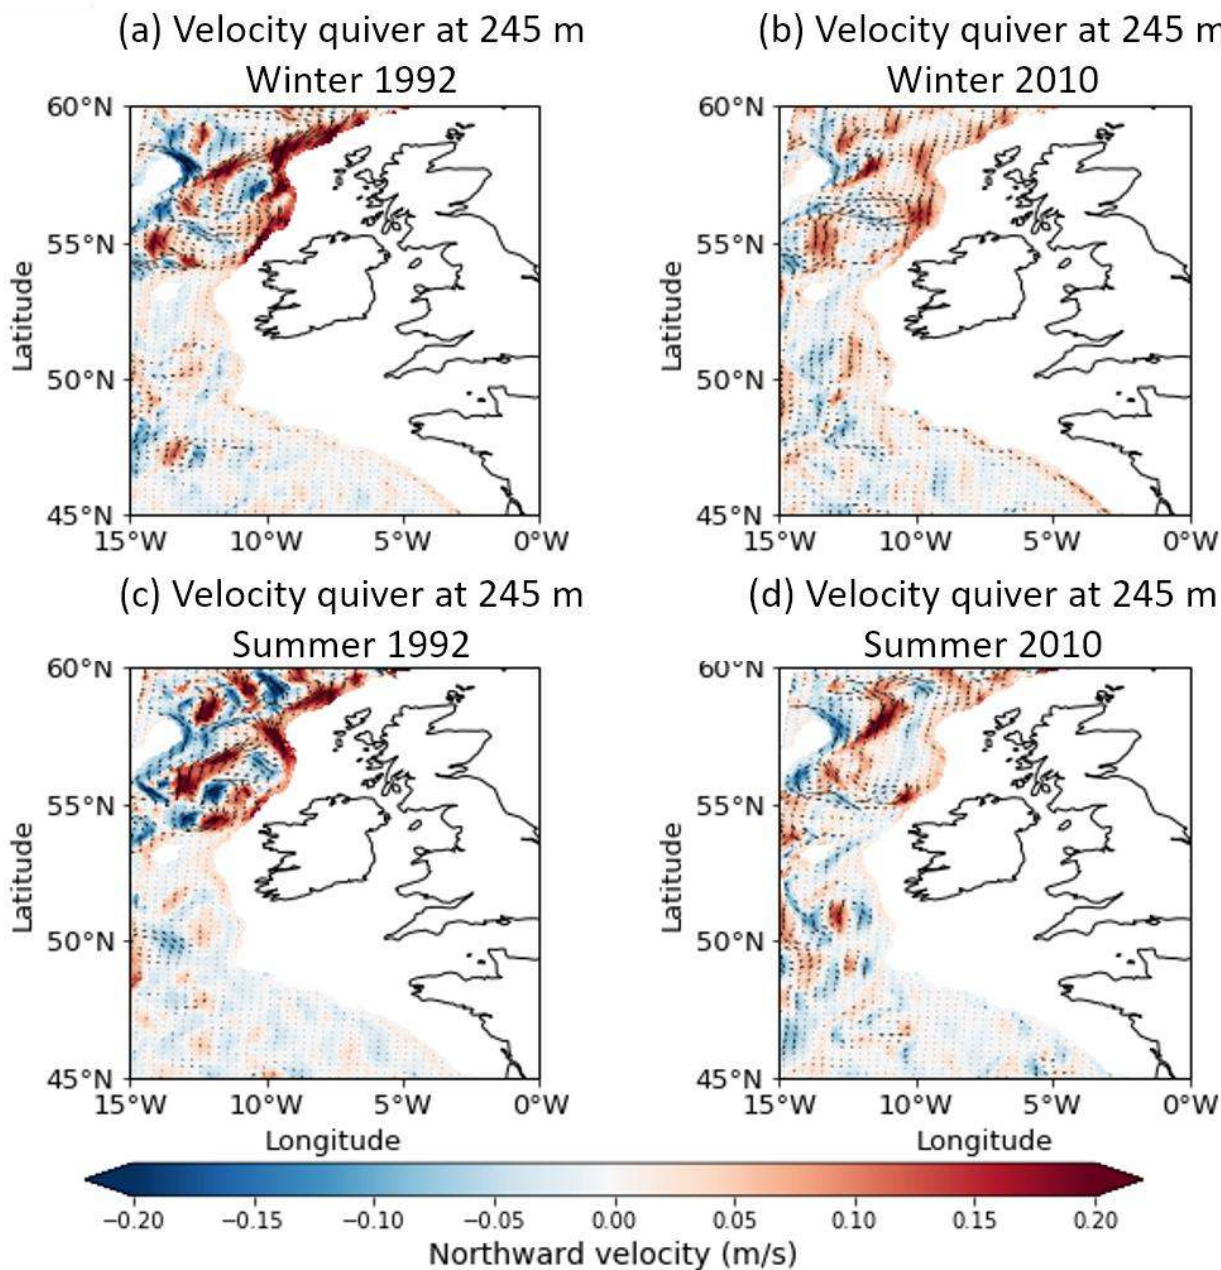 (a) Velocity quiver at 245 m
Winter 1992
60°N
55°N
50°N
45°N
Latitude
15°W 10°W 5°W 0°W
(b) Velocity quiver at 245 m
Winter 2010
60°N
55°N
50°N
45°N
Latitude
15°W 10°W 5°W 0°W
(c) Velocity quiver at 245 m
Summer 1992
60°N
55°N
50°N
45°N
Latitude
15°W 10°W 5°W 0°W
Longitude
(d) Velocity quiver at 245 m
Summer 2010
60°N
55°N
50°N
45°N
Latitude
15°W 10°W 5°W 0°W
Longitude
−0.20 −0.15 −0.10 −0.05 0.00 0.05 0.10 0.15 0.20
Northward velocity (m/s)